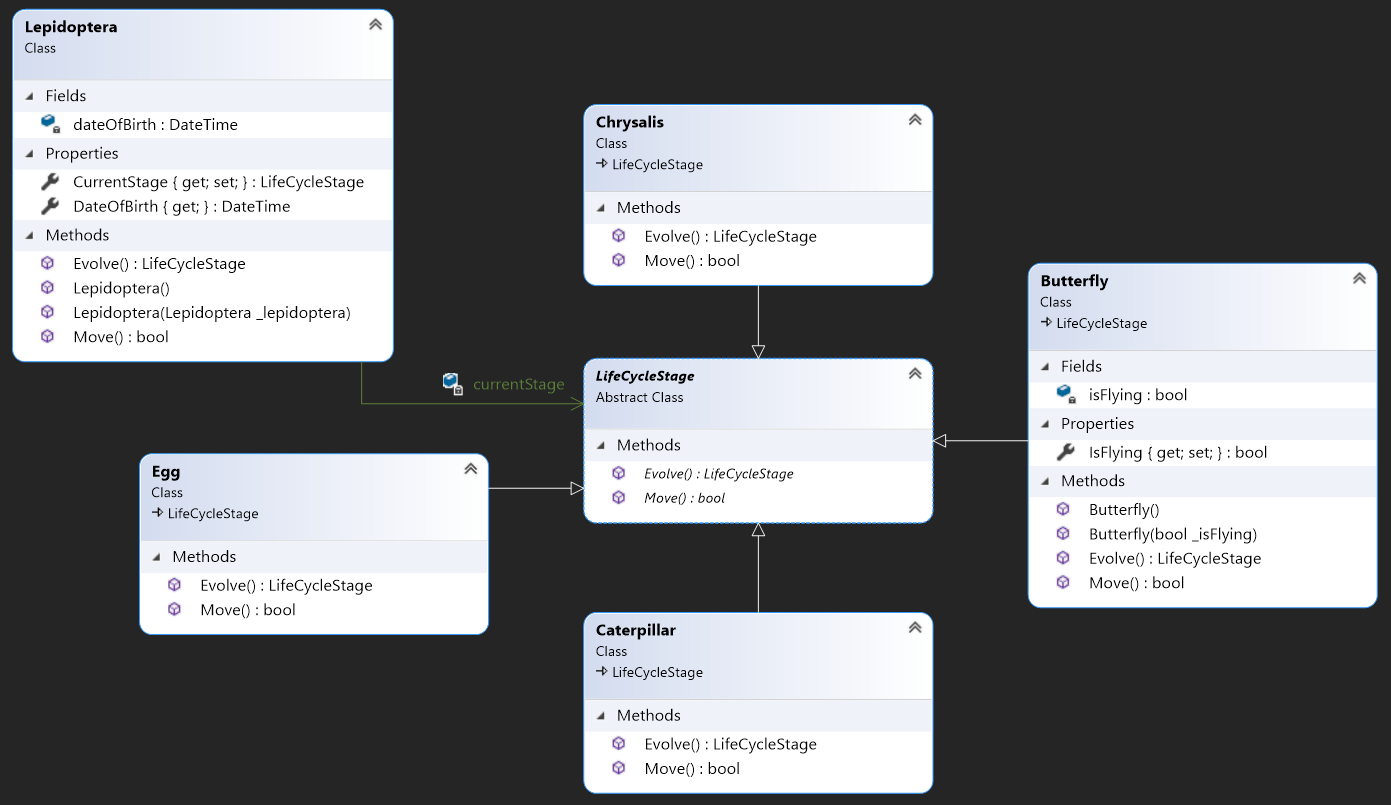 Lepidoptera
Class
Fields
dateOfBirth : DateTime
Properties
CurrentStage { get; set; } : LifeCycleStage
DateOfBirth { get; } : DateTime
Methods
Evolve() : LifeCycleStage
Lepidoptera()
Lepidoptera(Lepidoptera _lepidoptera)
Move() : bool
currentStage
Chrysalis
Class
LifeCycleStage
Methods
Evolve() : LifeCycleStage
Move() : bool
LifeCycleStage
Abstract Class
Methods
Evolve() : LifeCycleStage
Move() : bool
Butterfly
Class
LifeCycleStage
Fields
isFlying : bool
Properties
IsFlying { get; set; } : bool
Methods
Butterfly()
Butterfly(bool _isFlying)
Evolve() : LifeCycleStage
Move() : bool
Egg
Class
LifeCycleStage
Methods
Evolve() : LifeCycleStage
Move() : bool
Caterpillar
Class
LifeCycleStage
Methods
Evolve() : LifeCycleStage
Move() : bool